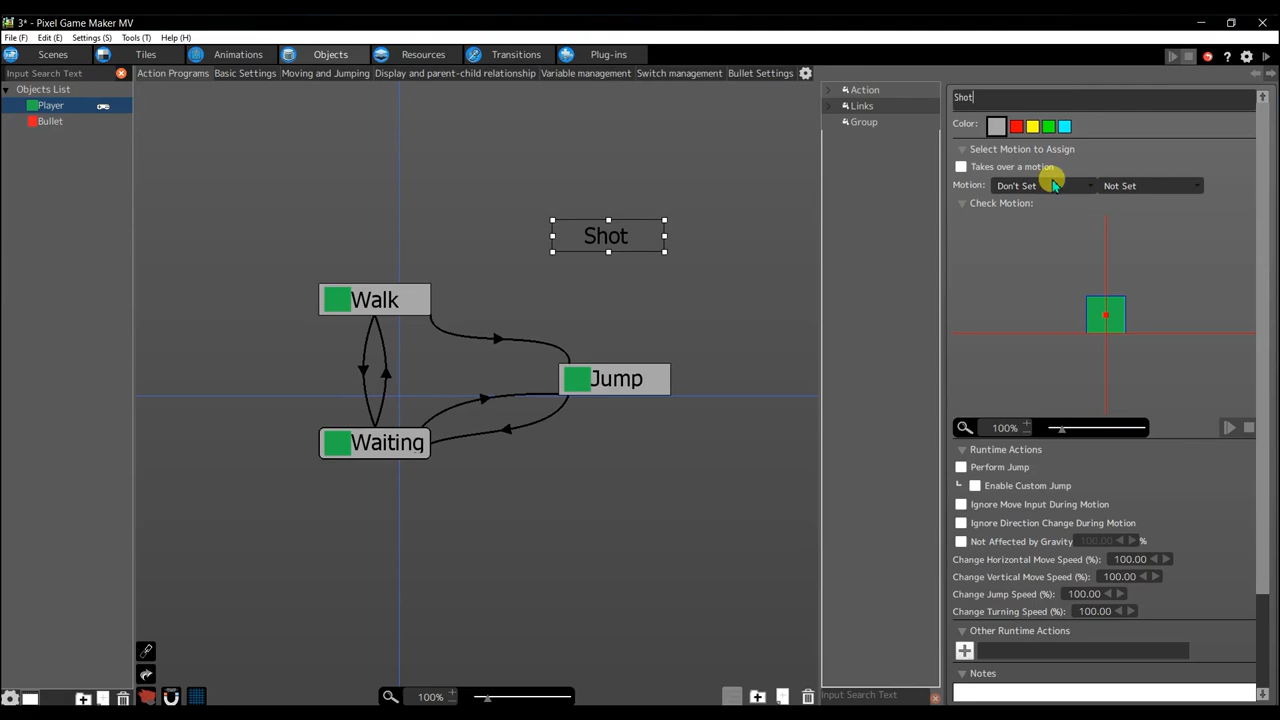 3* - Pixel Game Maker MV
File (F) Edit (E) Settings (S) Tools (T) Help (H)
Scenes Tiles Animations Objects Resources Transitions Plug-ins
Input Search Text
Action Programs Basic Settings Moving and Jumping Display and parent-child relationship Variable management Switch management Bullet Settings
Objects List
Player
Bullet
Shot
Walk
Jump
Waiting
100%
Action
Links
Group
Input Search Text
Shot
Color:
Select Motion to Assign
Takes over a motion
Motion: Don't Set Not Set
Check Motion:
100%
Runtime Actions
Perform Jump
Enable Custom Jump
Ignore Move Input During Motion
Ignore Direction Change During Motion
Not Affected by Gravity 100.00 %
Change Horizontal Move Speed (%): 100.00
Change Vertical Move Speed (%): 100.00
Change Jump Speed (%): 100.00
Change Turning Speed (%): 100.00
Other Runtime Actions
Notes